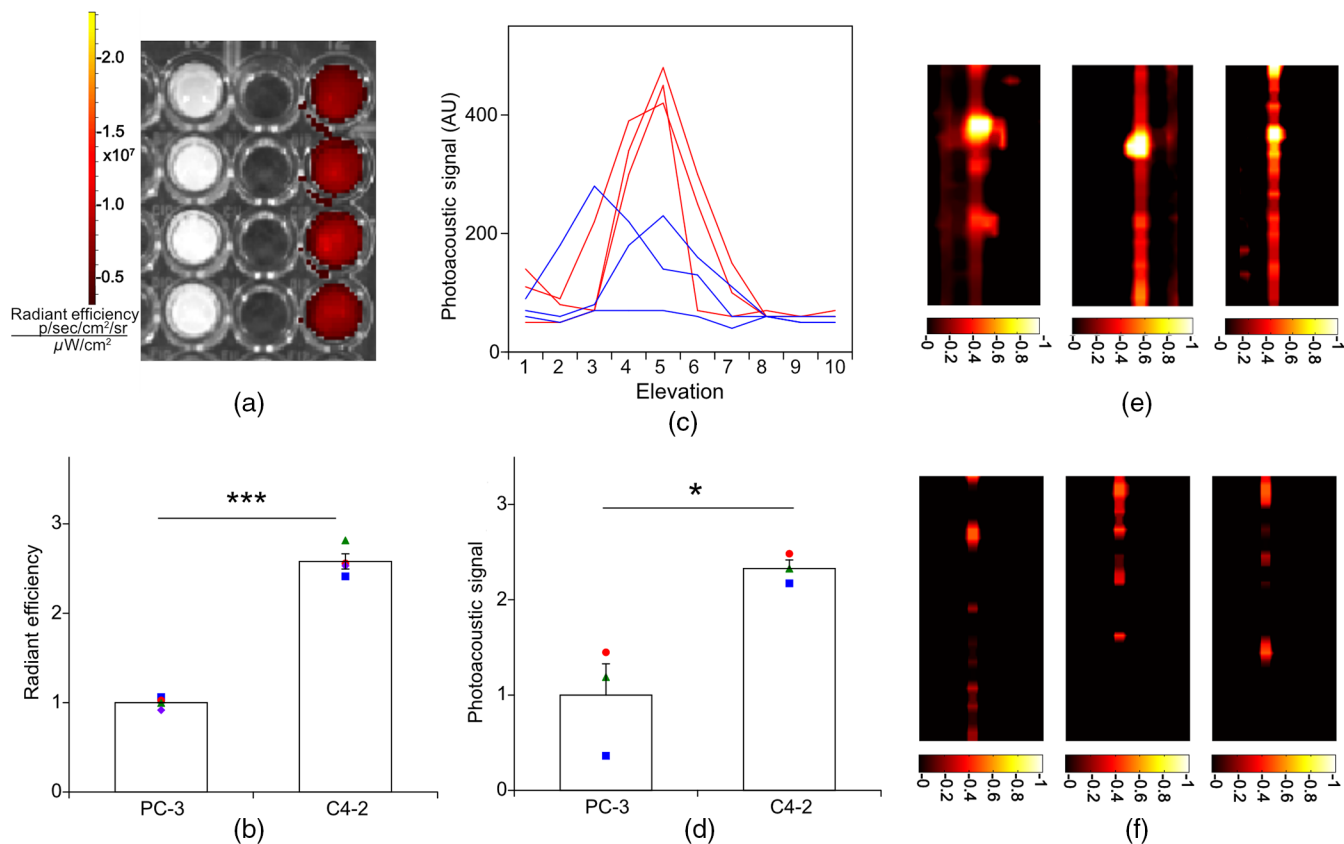 2.0
1.5
x10⁷
1.0
0.5
Radiant efficiency
p/sec/cm²/sr
µW/cm²
(a)
Photoacoustic signal (AU)
400
200
0
1 2 3 4 5 6 7 8 9 10
Elevation
(c)
-0 -0.2 -0.4 -0.6 -0.8 -1
-0 -0.2 -0.4 -0.6 -0.8 -1
-0 -0.2 -0.4 -0.6 -0.8 -1
(e)
Radiant efficiency
3
2
1
0
***
PC-3 C4-2
(b)
Photoacoustic signal
3
2
1
0
*
PC-3 C4-2
(d)
-0 -0.2 -0.4 -0.6 -0.8 -1
-0 -0.2 -0.4 -0.6 -0.8 -1
-0 -0.2 -0.4 -0.6 -0.8 -1
(f)